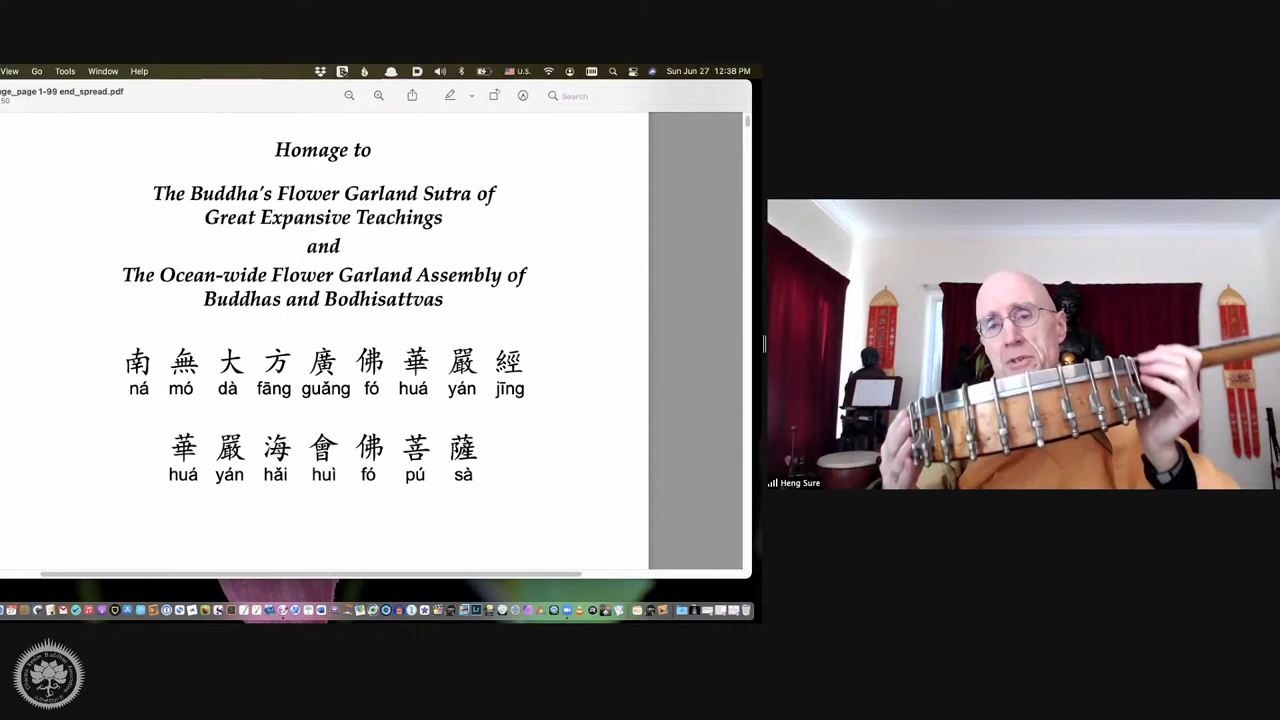 View Go Tools Window Help
U.S.
Sun Jun 27 12:38 PM
ge_page 1-99 end_spread.pdf
50
Search
Homage to
The Buddha's Flower Garland Sutra of
Great Expansive Teachings
and
The Ocean-wide Flower Garland Assembly of
Buddhas and Bodhisattvas
南 無 大 方 廣 佛 華 嚴 經
ná mó dà fāng guǎng fó huá yán jīng
華 嚴 海 會 佛 菩 薩
huá yán hǎi huì fó pú sà
Heng Sure